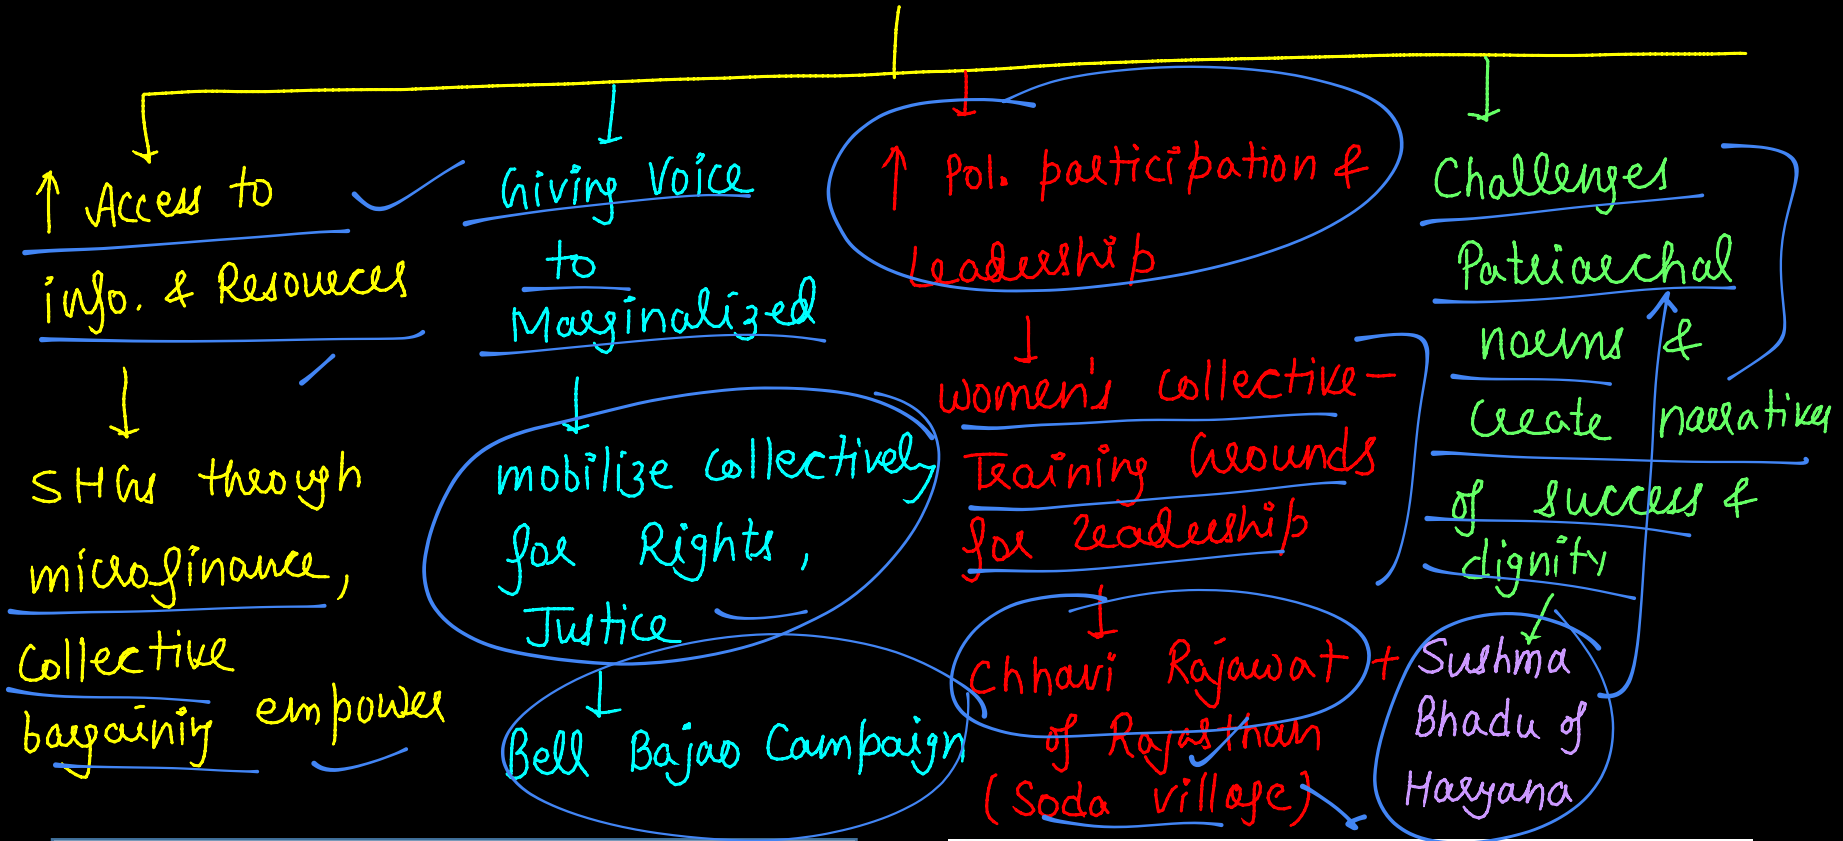 ↑ Access to
info. & Resources
SHGs through
microfinance,
collective
bargaining empower
Giving Voice
to
Marginalized
mobilize collectively
for Rights,
Justice
Bell Bajao Campaign
↑ Pol. participation &
Leadership
women's collective –
Training Grounds
for leadership
Chhavi Rajawat +
of Rajasthan
(Soda village)
Challenges
Patriarchal
norms &
create narratives
of success &
dignity
Sushma
Bhadu of
Haryana